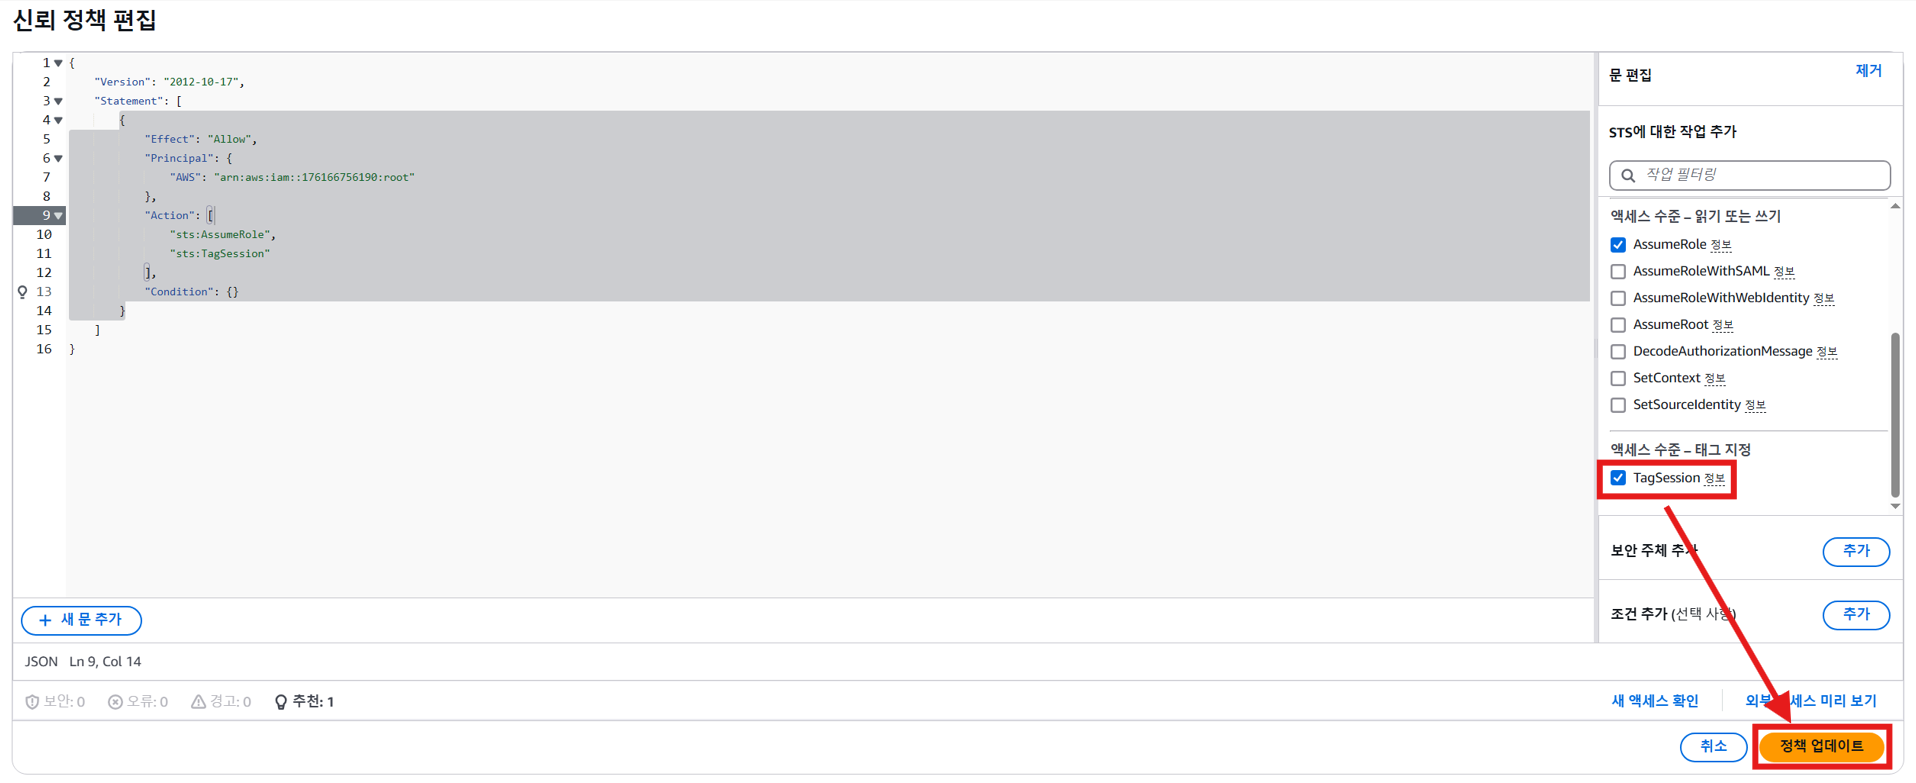 신뢰 정책 편집
1 {
2 "Version": "2012-10-17",
3 "Statement": [
4 {
5 "Effect": "Allow",
6 "Principal": {
7 "AWS": "arn:aws:iam::176166756190:root"
8 },
9 "Action": [
10 "sts:AssumeRole",
11 "sts:TagSession"
12 ],
13 "Condition": {}
14 }
15 ]
16 }
+ 새 문 추가
JSON Ln 9, Col 14
보안: 0 오류: 0 경고: 0 추천: 1
문 편집 제거
STS에 대한 작업 추가
작업 필터링
액세스 수준 – 읽기 또는 쓰기
AssumeRole 정보
AssumeRoleWithSAML 정보
AssumeRoleWithWebIdentity 정보
AssumeRoot 정보
DecodeAuthorizationMessage 정보
SetContext 정보
SetSourceIdentity 정보
액세스 수준 – 태그 지정
TagSession 정보
보안 주체 추가 추가
조건 추가 (선택 사항) 추가
새 액세스 확인 외부 액세스 미리 보기
취소 정책 업데이트